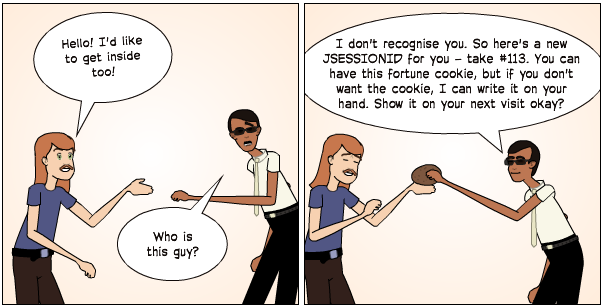 Hello! I'd like
to get inside
too!
Who is
this guy?
I don't recognise you. So here's a new
JSESSIONID for you – take #113. You can
have this fortune cookie, but if you don't
want the cookie, I can write it on your
hand. Show it on your next visit okay?